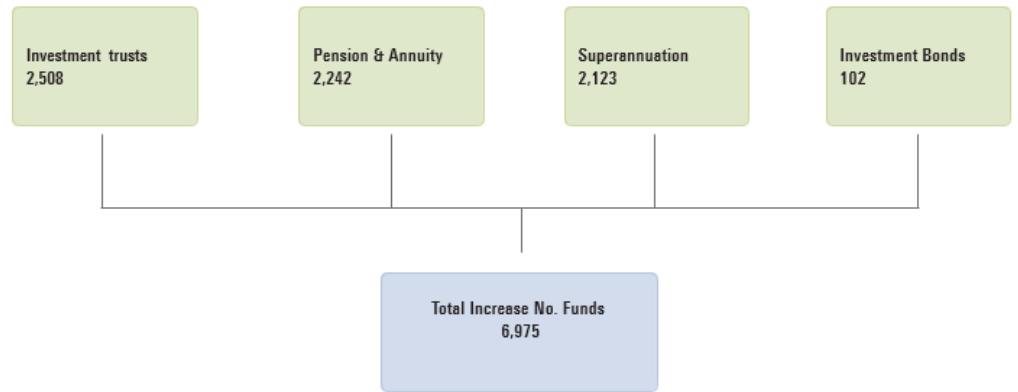 Investment trusts
2,508
Pension & Annuity
2,242
Superannuation
2,123
Investment Bonds
102
Total Increase No. Funds
6,975